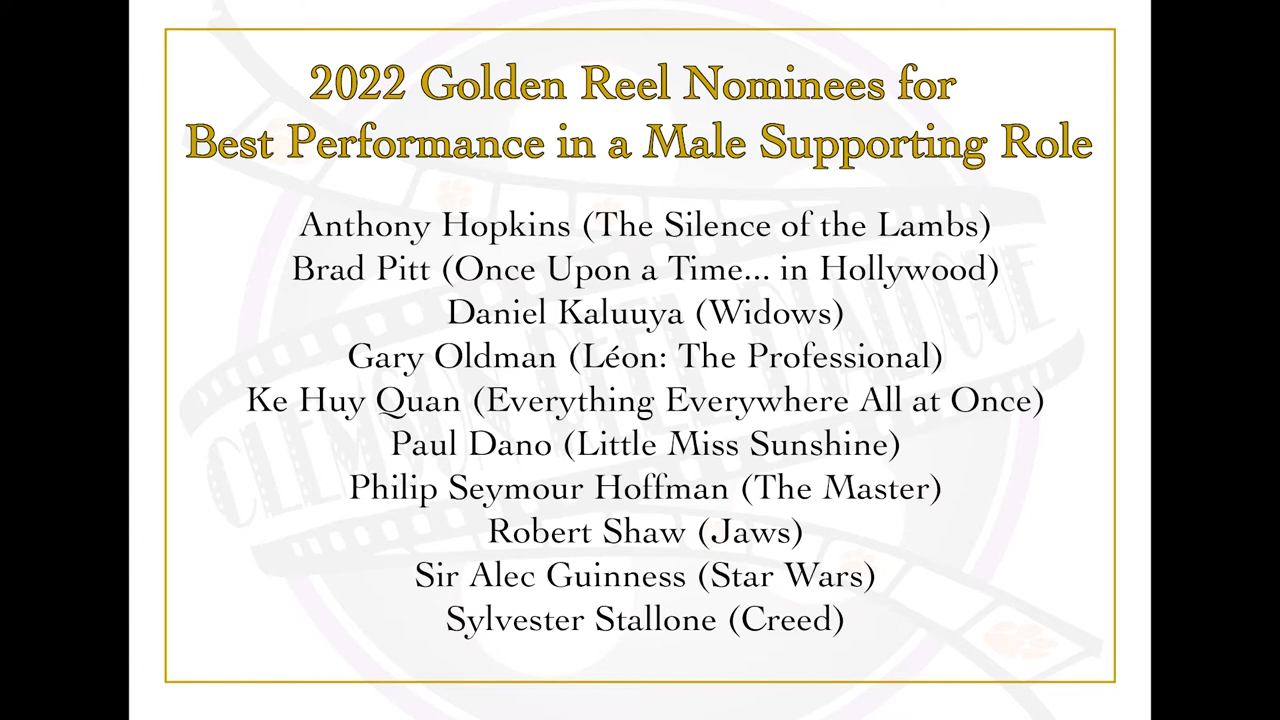 2022 Golden Reel Nominees for
Best Performance in a Male Supporting Role
Anthony Hopkins (The Silence of the Lambs)
Brad Pitt (Once Upon a Time... in Hollywood)
Daniel Kaluuya (Widows)
Gary Oldman (Léon: The Professional)
Ke Huy Quan (Everything Everywhere All at Once)
Paul Dano (Little Miss Sunshine)
Philip Seymour Hoffman (The Master)
Robert Shaw (Jaws)
Sir Alec Guinness (Star Wars)
Sylvester Stallone (Creed)